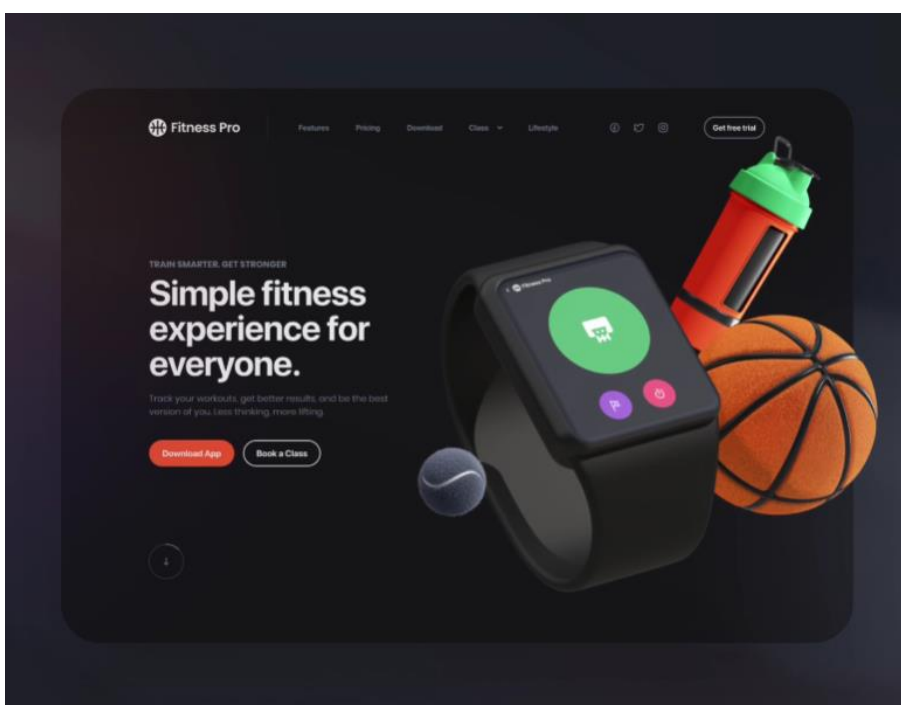 Fitness Pro
Features
Pricing
Download
Class
Lifestyle
Get free trial
TRAIN SMARTER, GET STRONGER
Simple fitness
experience for
everyone.
Track your workouts, get better results, and be the best
version of you. Less thinking, more lifting.
Download App
Book a Class
Fitness Pro